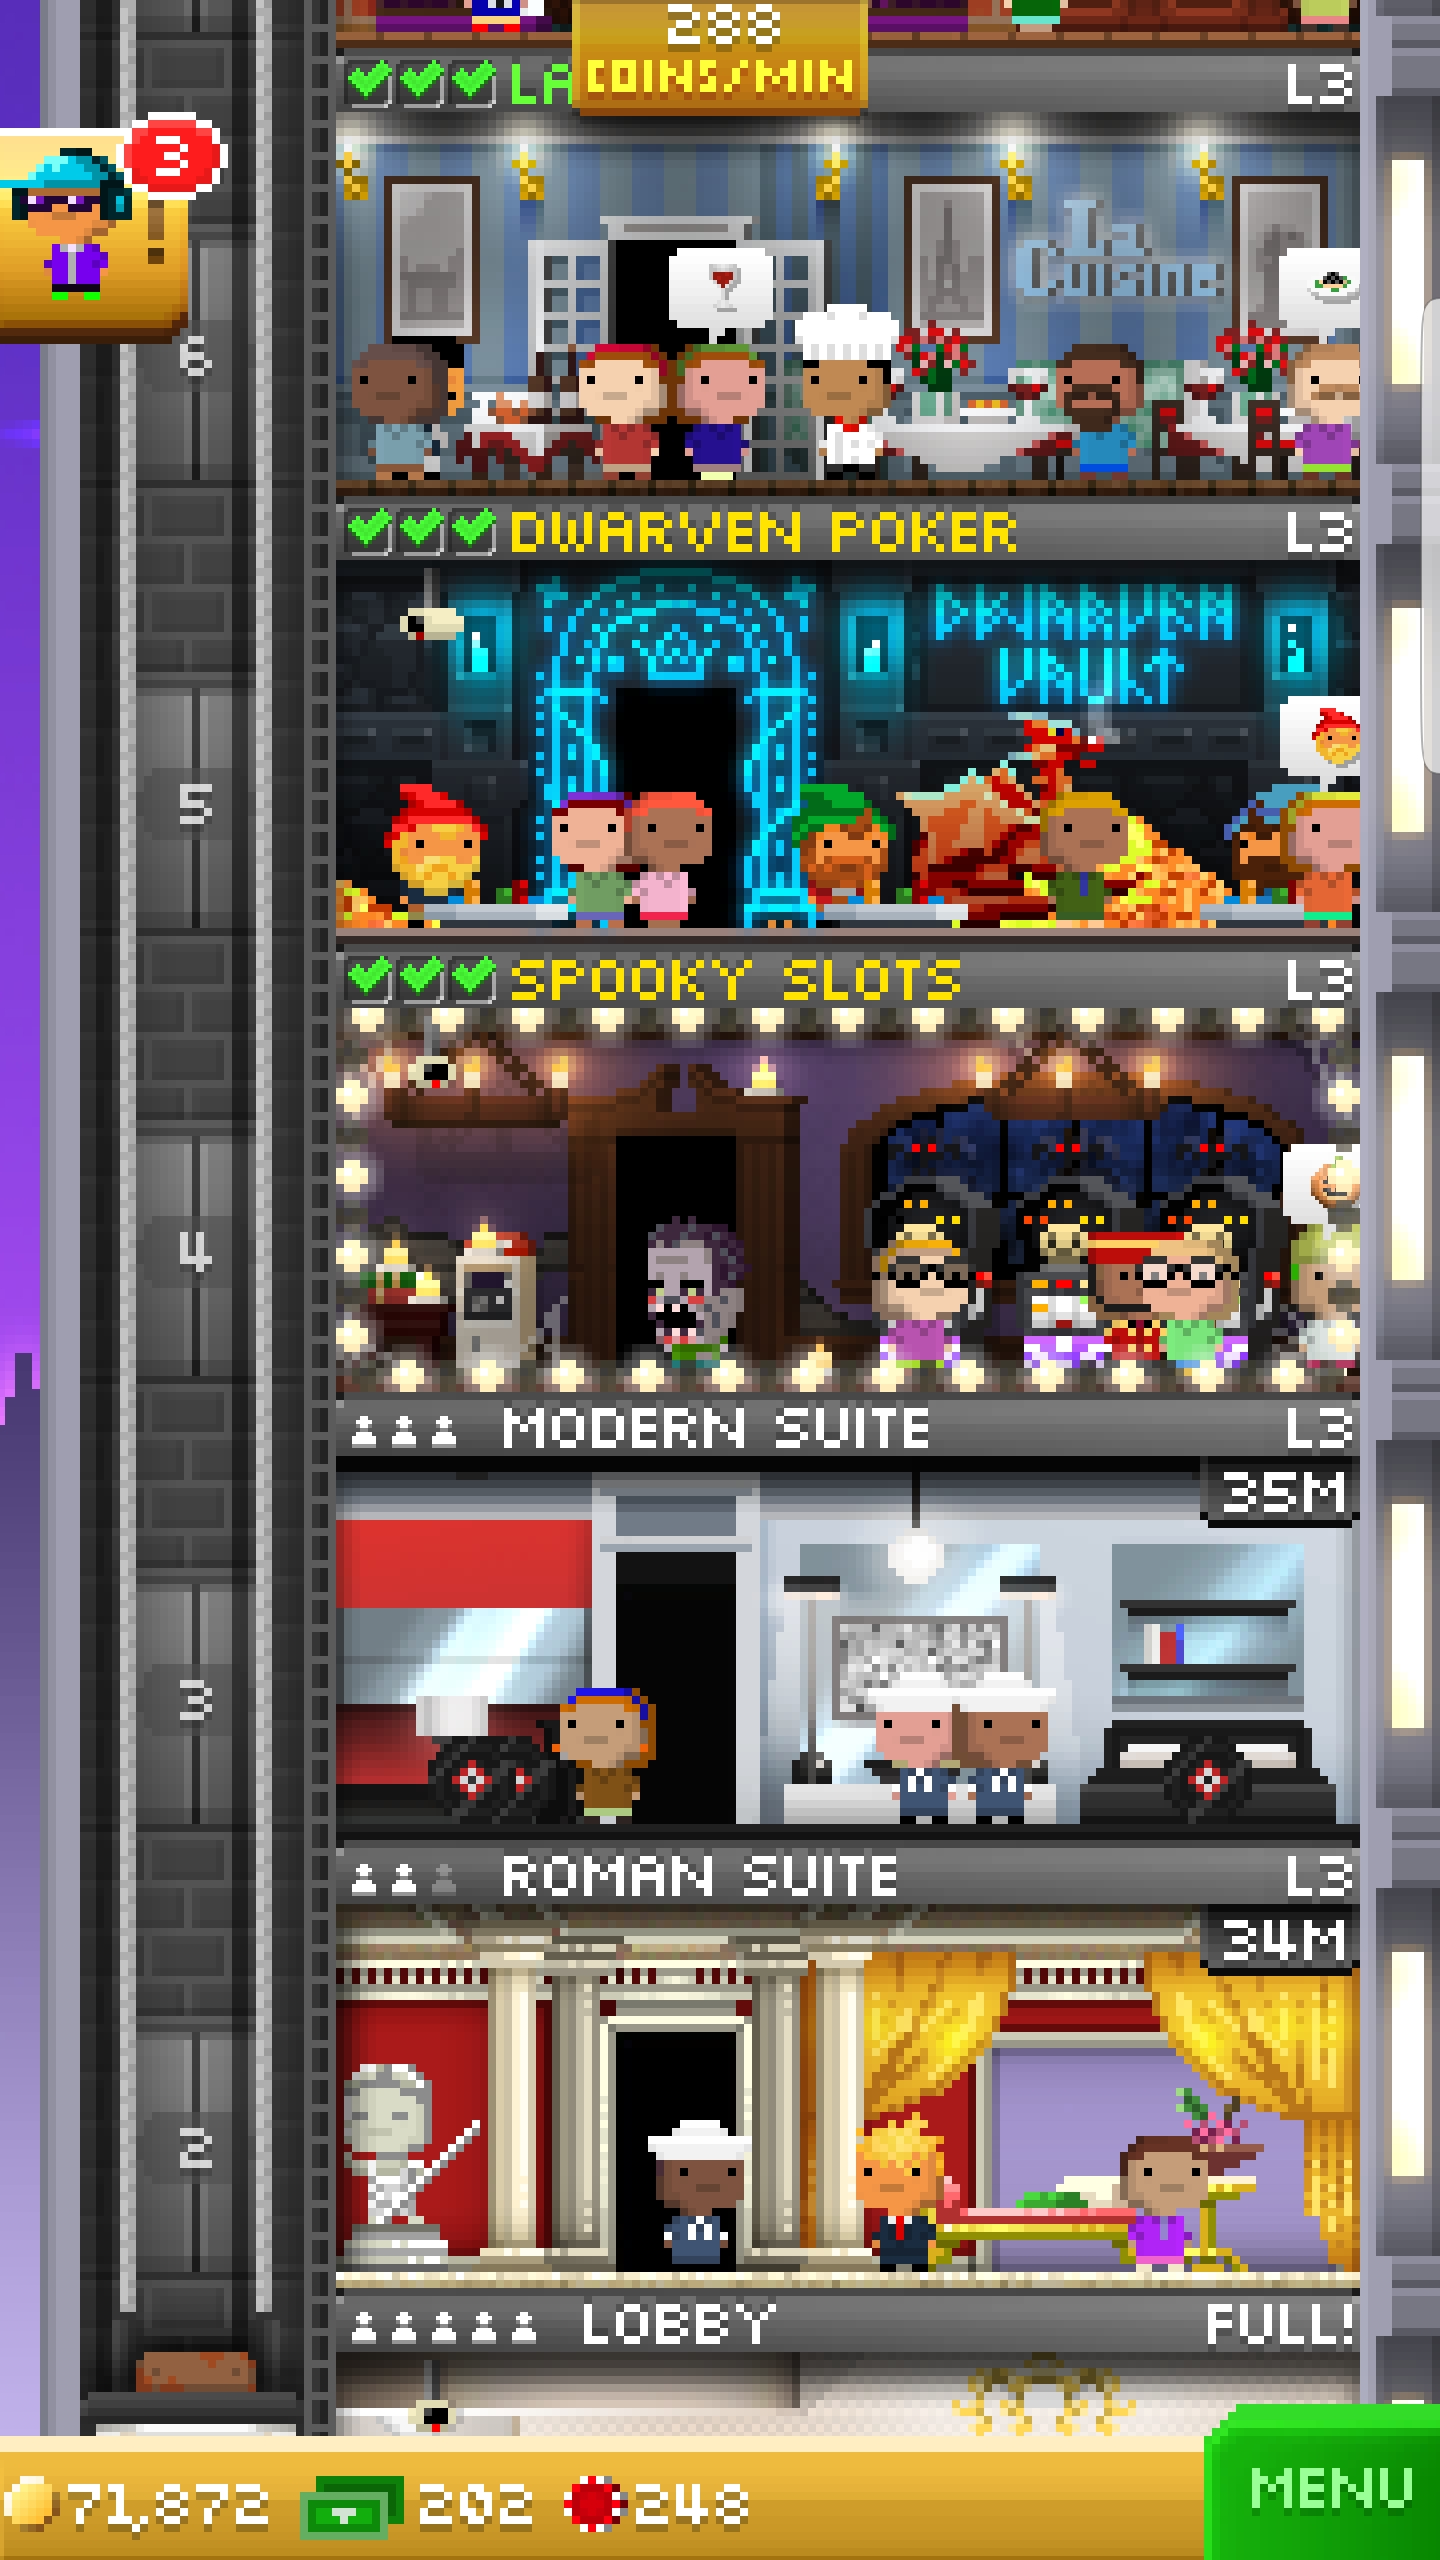 288
COINS/MIN
LA
L3
3
!
La
Cuisine
6
DWARVEN POKER
L3
DWARVEN
VAULT
5
SPOOKY SLOTS
L3
4
MODERN SUITE
L3
35M
3
ROMAN SUITE
L3
34M
2
LOBBY
FULL!
71,872
202
248
MENU